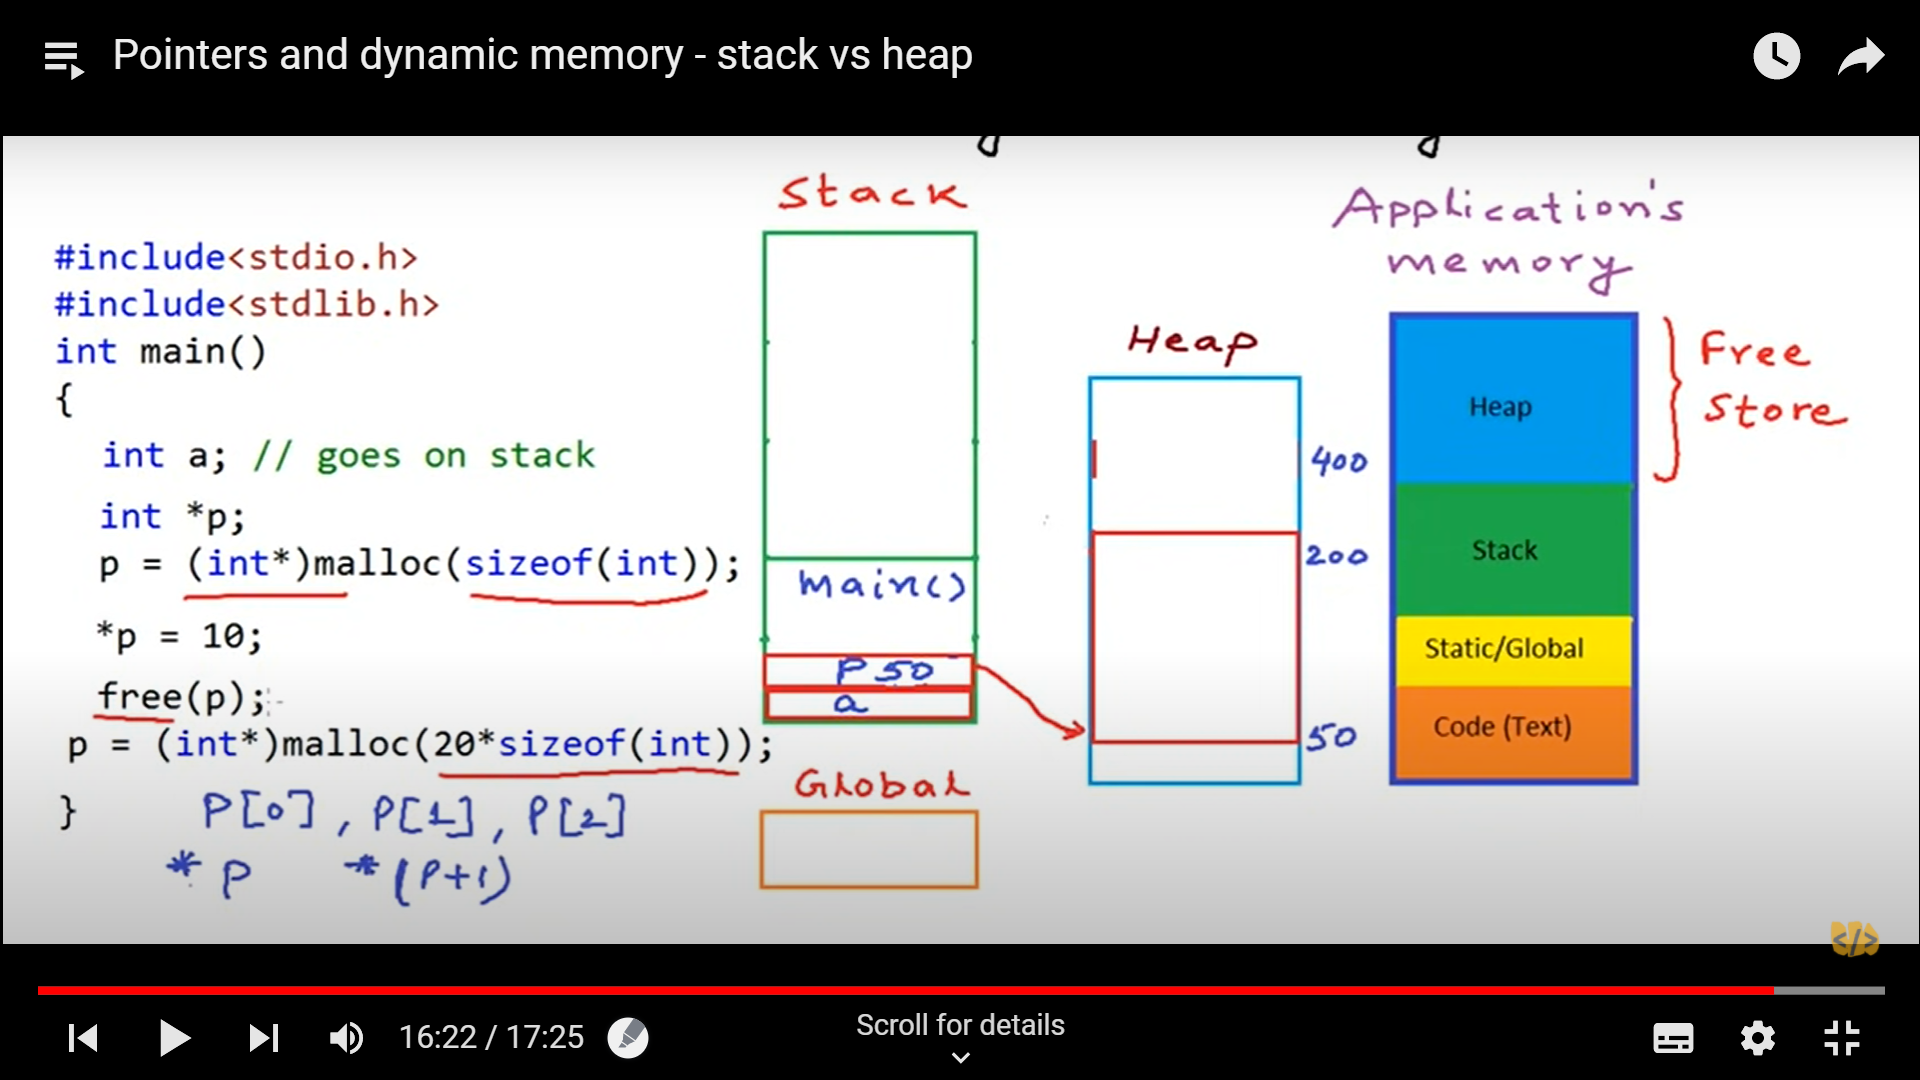 Pointers and dynamic memory - stack vs heap
#include<stdio.h>
#include<stdlib.h>
int main()
{
int a; // goes on stack
int *p;
p = (int*)malloc(sizeof(int));
*p = 10;
free(p);
p = (int*)malloc(20*sizeof(int));
}
P[0], P[1], P[2]
*P *(P+1)
Stack
main()
P 50
a
Global
Heap
400
200
50
Application's
memory
Heap
Stack
Static/Global
Code (Text)
Free
Store
</>
16:22 / 17:25
Scroll for details